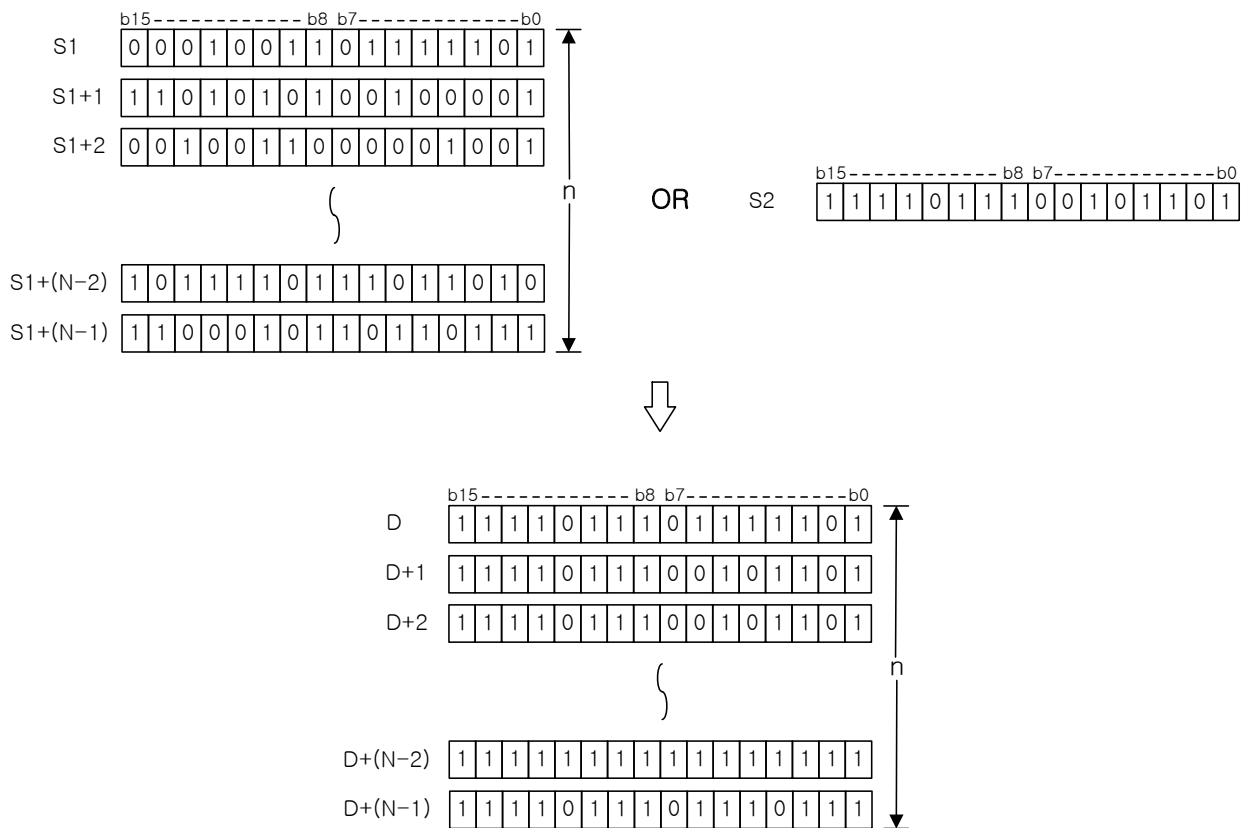 b15 b8 b7 b0
S1 0 0 0 1 0 0 1 1 0 1 1 1 1 1 0 1
S1+1 1 1 0 1 0 1 0 1 0 0 1 0 0 0 0 1
S1+2 0 0 1 0 0 1 1 0 0 0 0 0 1 0 0 1
n
OR
b15 b8 b7 b0
S2 1 1 1 1 0 1 1 1 0 0 1 0 1 1 0 1
S1+(N-2) 1 0 1 1 1 1 0 1 1 1 0 1 1 0 1 0
S1+(N-1) 1 1 0 0 0 1 0 1 1 0 1 1 0 1 1 1
b15 b8 b7 b0
D 1 1 1 1 0 1 1 1 0 1 1 1 1 1 0 1
D+1 1 1 1 1 0 1 1 1 0 0 1 0 1 1 0 1
D+2 1 1 1 1 0 1 1 1 0 0 1 0 1 1 0 1
n
D+(N-2) 1 1 1 1 1 1 1 1 1 1 1 1 1 1 1 1
D+(N-1) 1 1 1 1 0 1 1 1 0 1 1 1 0 1 1 1